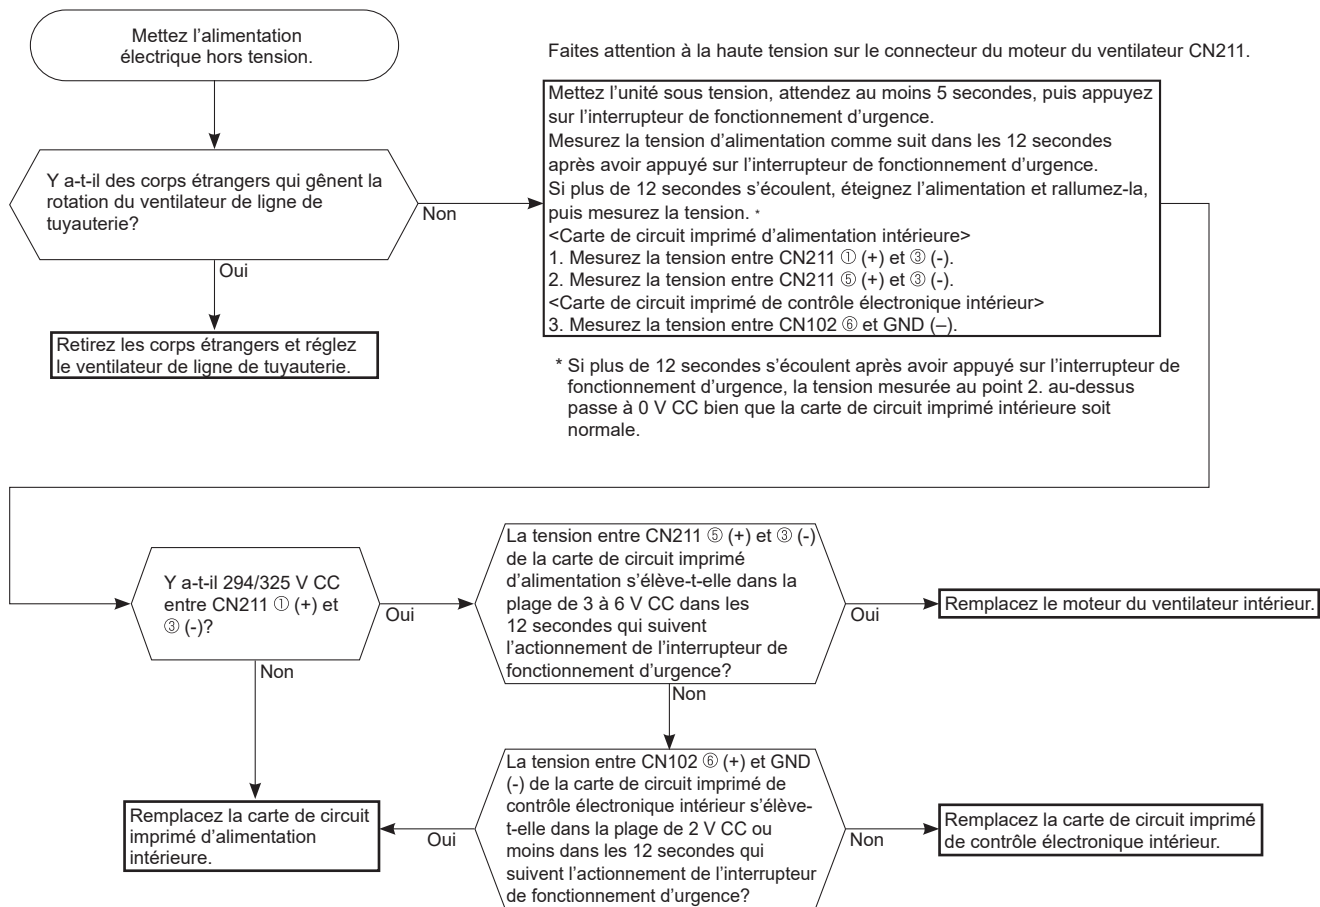 Mettez l'alimentation
électrique hors tension.
Y a-t-il des corps étrangers qui gênent la
rotation du ventilateur de ligne de
tuyauterie?
Non
Oui
Retirez les corps étrangers et réglez
le ventilateur de ligne de tuyauterie.
Faites attention à la haute tension sur le connecteur du moteur du ventilateur CN211.
Mettez l'unité sous tension, attendez au moins 5 secondes, puis appuyez
sur l'interrupteur de fonctionnement d'urgence.
Mesurez la tension d'alimentation comme suit dans les 12 secondes
après avoir appuyé sur l'interrupteur de fonctionnement d'urgence.
Si plus de 12 secondes s'écoulent, éteignez l'alimentation et rallumez-la,
puis mesurez la tension. *
<Carte de circuit imprimé d'alimentation intérieure>
1. Mesurez la tension entre CN211 ① (+) et ③ (-).
2. Mesurez la tension entre CN211 ⑤ (+) et ③ (-).
<Carte de circuit imprimé de contrôle électronique intérieur>
3. Mesurez la tension entre CN102 ⑥ et GND (–).
* Si plus de 12 secondes s'écoulent après avoir appuyé sur l'interrupteur de
fonctionnement d'urgence, la tension mesurée au point 2. au-dessus
passe à 0 V CC bien que la carte de circuit imprimé intérieure soit
normale.
Y a-t-il 294/325 V CC
entre CN211 ① (+) et
③ (-)?
Oui
Non
La tension entre CN211 ⑤ (+) et ③ (-)
de la carte de circuit imprimé
d'alimentation s'élève-t-elle dans la
plage de 3 à 6 V CC dans les
12 secondes qui suivent
l'actionnement de l'interrupteur de
fonctionnement d'urgence?
Oui
Non
Remplacez le moteur du ventilateur intérieur.
La tension entre CN102 ⑥ (+) et GND
(-) de la carte de circuit imprimé de
contrôle électronique intérieur s'élève-
t-elle dans la plage de 2 V CC ou
moins dans les 12 secondes qui
suivent l'actionnement de l'interrupteur
de fonctionnement d'urgence?
Oui
Non
Remplacez la carte de circuit
imprimé d'alimentation
intérieure.
Remplacez la carte de circuit imprimé
de contrôle électronique intérieur.